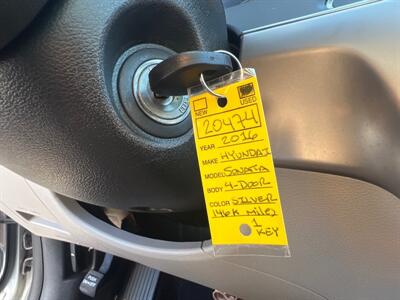 NEW USED
20474
YEAR 2016
MAKE HYUNDAI
MODEL SONATA
BODY 4-DOOR
COLOR SILVER
146K MILES
1
KEY